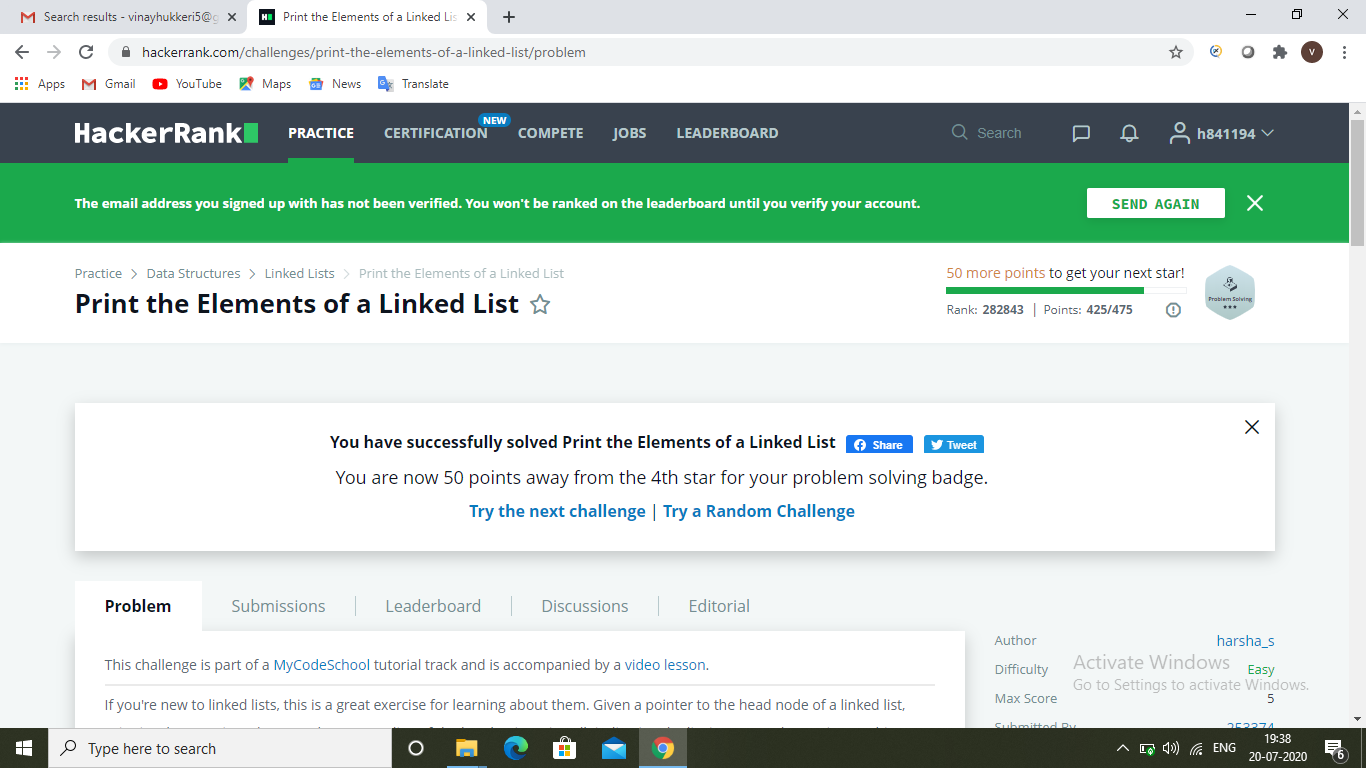 Search results - vinayhukkeri5@g
Print the Elements of a Linked Lis
hackerrank.com/challenges/print-the-elements-of-a-linked-list/problem
V
Apps Gmail YouTube Maps News Translate
HackerRank PRACTICE CERTIFICATION NEW COMPETE JOBS LEADERBOARD Search h841194
The email address you signed up with has not been verified. You won't be ranked on the leaderboard until you verify your account. SEND AGAIN
Practice > Data Structures > Linked Lists > Print the Elements of a Linked List
Print the Elements of a Linked List
50 more points to get your next star!
Rank: 282843 | Points: 425/475
Problem Solving
You have successfully solved Print the Elements of a Linked List Share Tweet
You are now 50 points away from the 4th star for your problem solving badge.
Try the next challenge | Try a Random Challenge
Problem Submissions Leaderboard Discussions Editorial
This challenge is part of a MyCodeSchool tutorial track and is accompanied by a video lesson.
If you're new to linked lists, this is a great exercise for learning about them. Given a pointer to the head node of a linked list,
Author harsha_s
Difficulty Easy
Max Score 5
Submitted By 253374
Activate Windows
Go to Settings to activate Windows.
Type here to search
ENG
19:38
20-07-2020
6